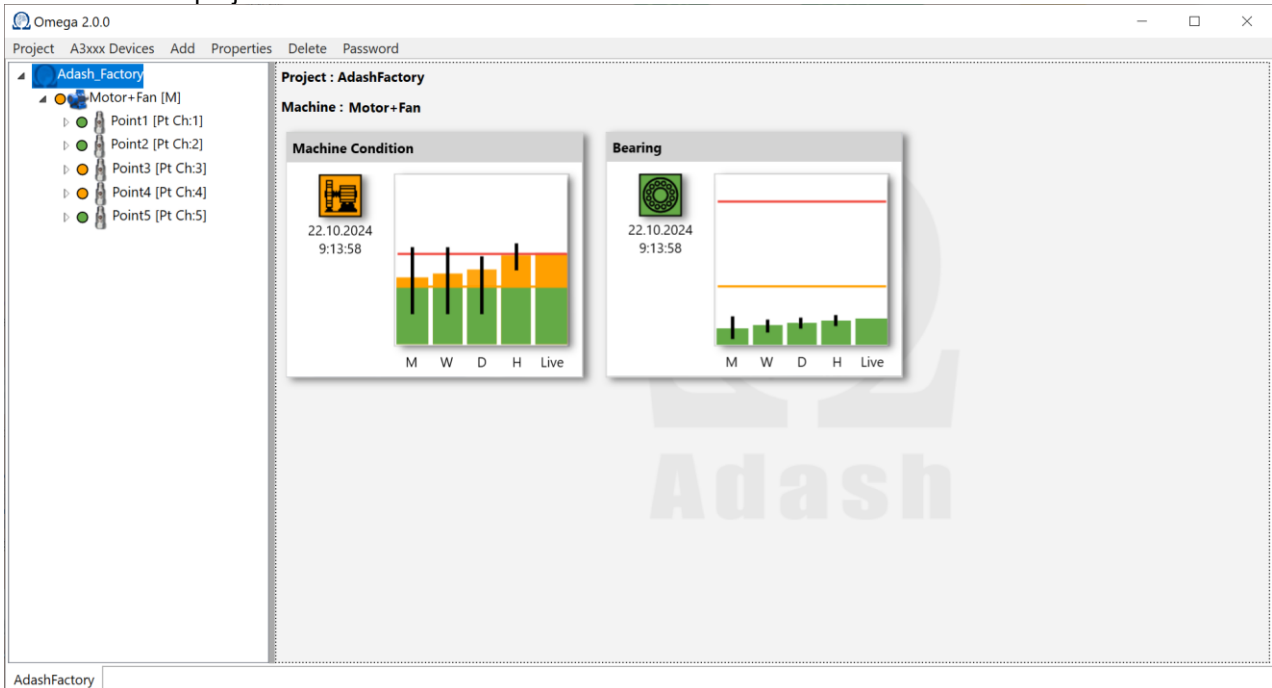 Omega 2.0.0
Project A3xxx Devices Add Properties Delete Password
Adash_Factory
Motor+Fan [M]
Point1 [Pt Ch:1]
Point2 [Pt Ch:2]
Point3 [Pt Ch:3]
Point4 [Pt Ch:4]
Point5 [Pt Ch:5]
Project : AdashFactory
Machine : Motor+Fan
Machine Condition
22.10.2024
9:13:58
M W D H Live
Bearing
22.10.2024
9:13:58
M W D H Live
Adash
AdashFactory